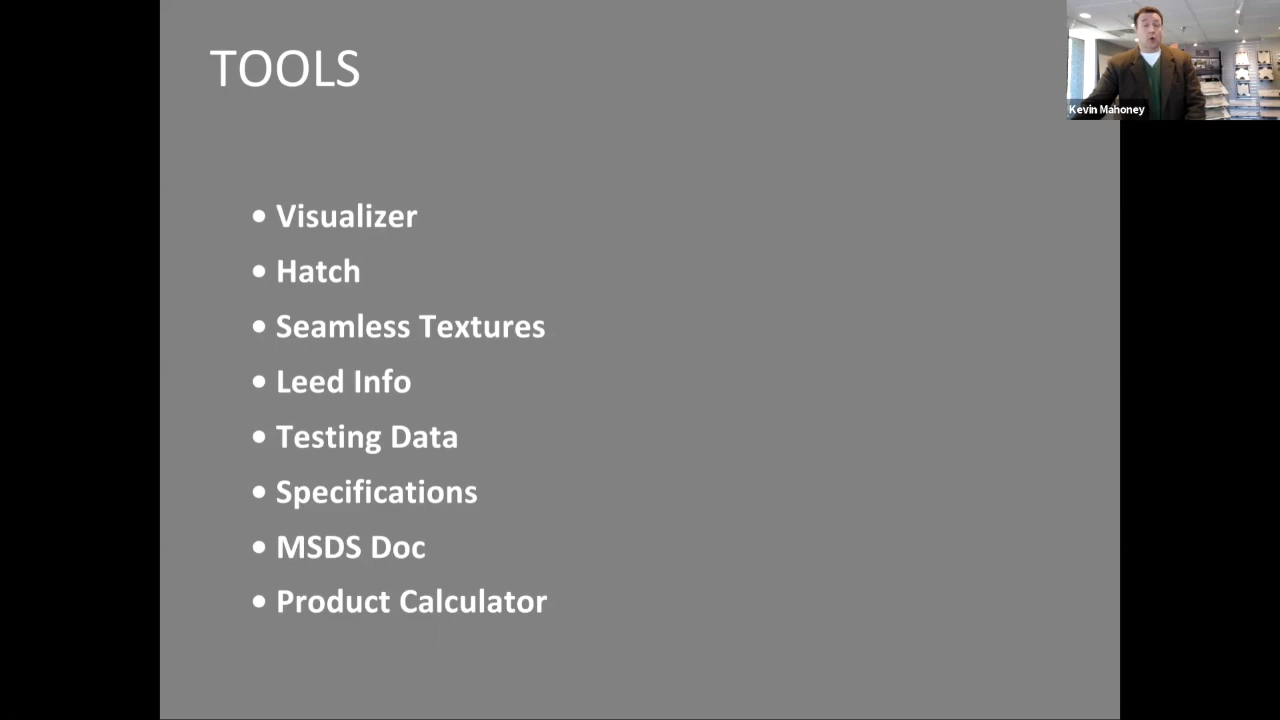 TOOLS
Kevin Mahoney
• Visualizer
• Hatch
• Seamless Textures
• Leed Info
• Testing Data
• Specifications
• MSDS Doc
• Product Calculator